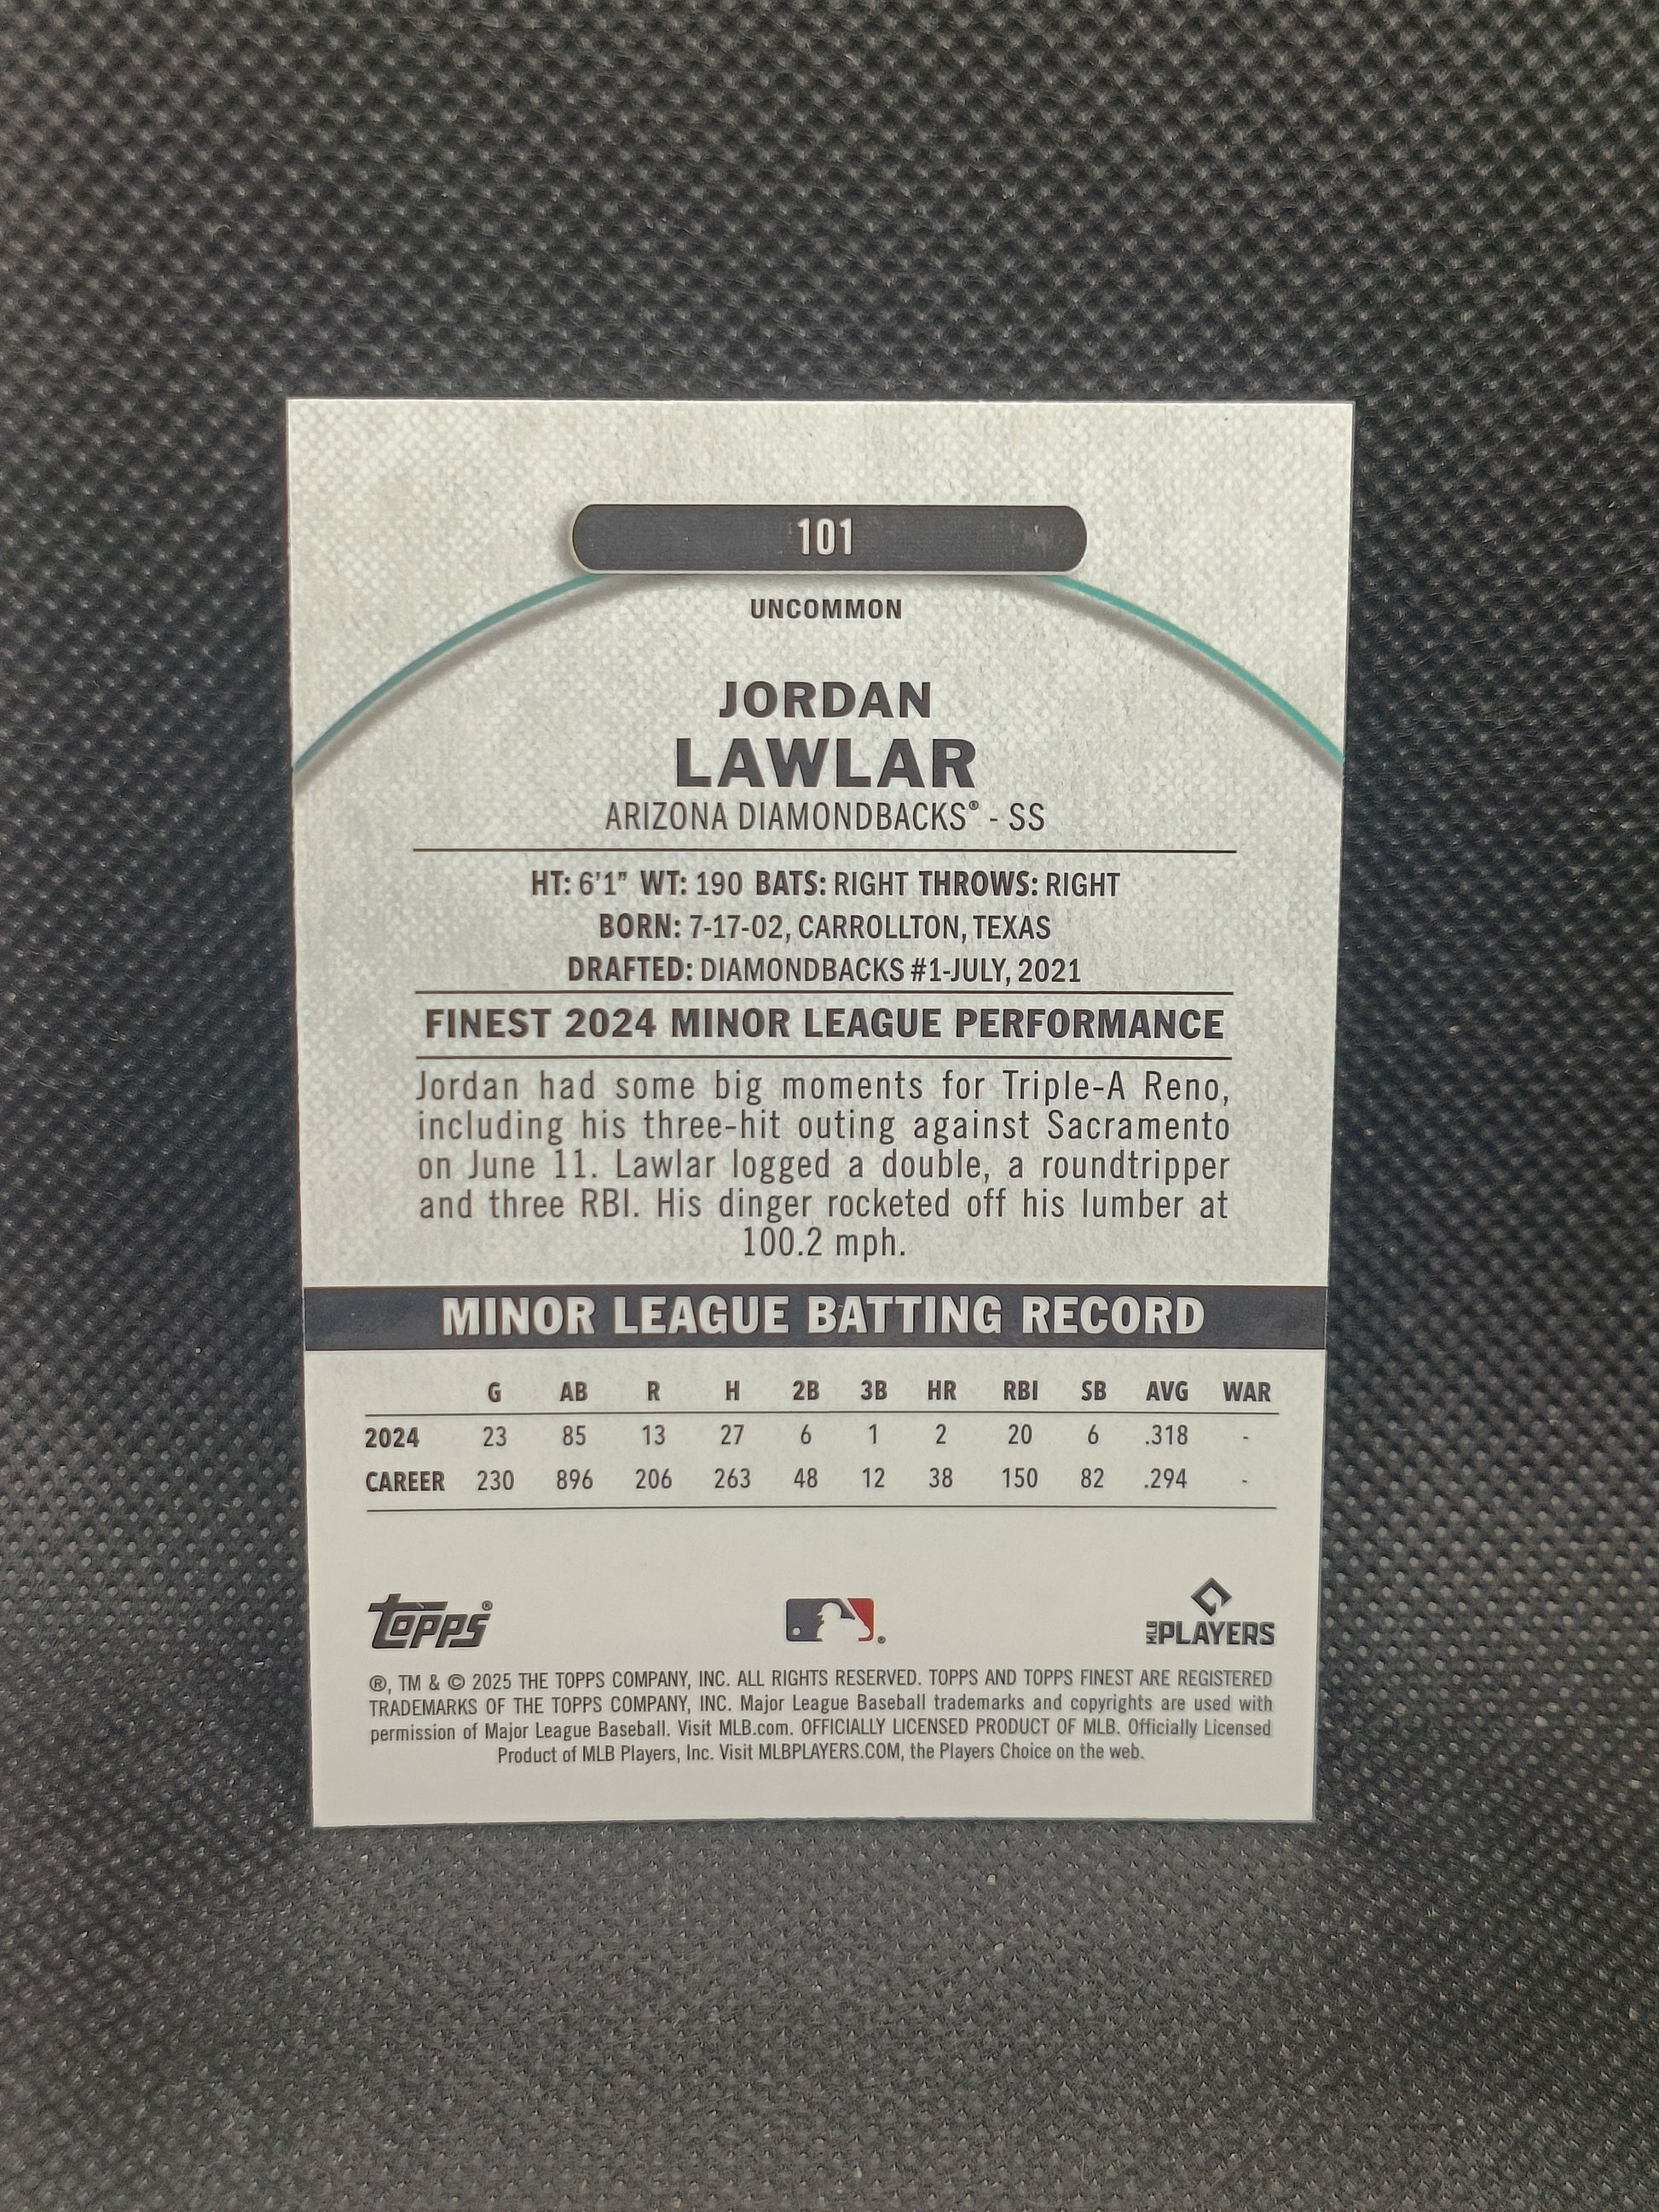 101
UNCOMMON
JORDAN
LAWLAR
ARIZONA DIAMONDBACKS® - SS
HT: 6'1" WT: 190 BATS: RIGHT THROWS: RIGHT
BORN: 7-17-02, CARROLLTON, TEXAS
DRAFTED: DIAMONDBACKS #1-JULY, 2021
FINEST 2024 MINOR LEAGUE PERFORMANCE
Jordan had some big moments for Triple-A Reno,
including his three-hit outing against Sacramento
on June 11. Lawlar logged a double, a roundtripper
and three RBI. His dinger rocketed off his lumber at
100.2 mph.
MINOR LEAGUE BATTING RECORD
G AB R H 2B 3B HR RBI SB AVG WAR
2024 23 85 13 27 6 1 2 20 6 .318 -
CAREER 230 896 206 263 48 12 38 150 82 .294 -
Topps® ® MLB PLAYERS
®, TM & © 2025 THE TOPPS COMPANY, INC. ALL RIGHTS RESERVED. TOPPS AND TOPPS FINEST ARE REGISTERED
TRADEMARKS OF THE TOPPS COMPANY, INC. Major League Baseball trademarks and copyrights are used with
permission of Major League Baseball. Visit MLB.com. OFFICIALLY LICENSED PRODUCT OF MLB. Officially Licensed
Product of MLB Players, Inc. Visit MLBPLAYERS.COM, the Players Choice on the web.